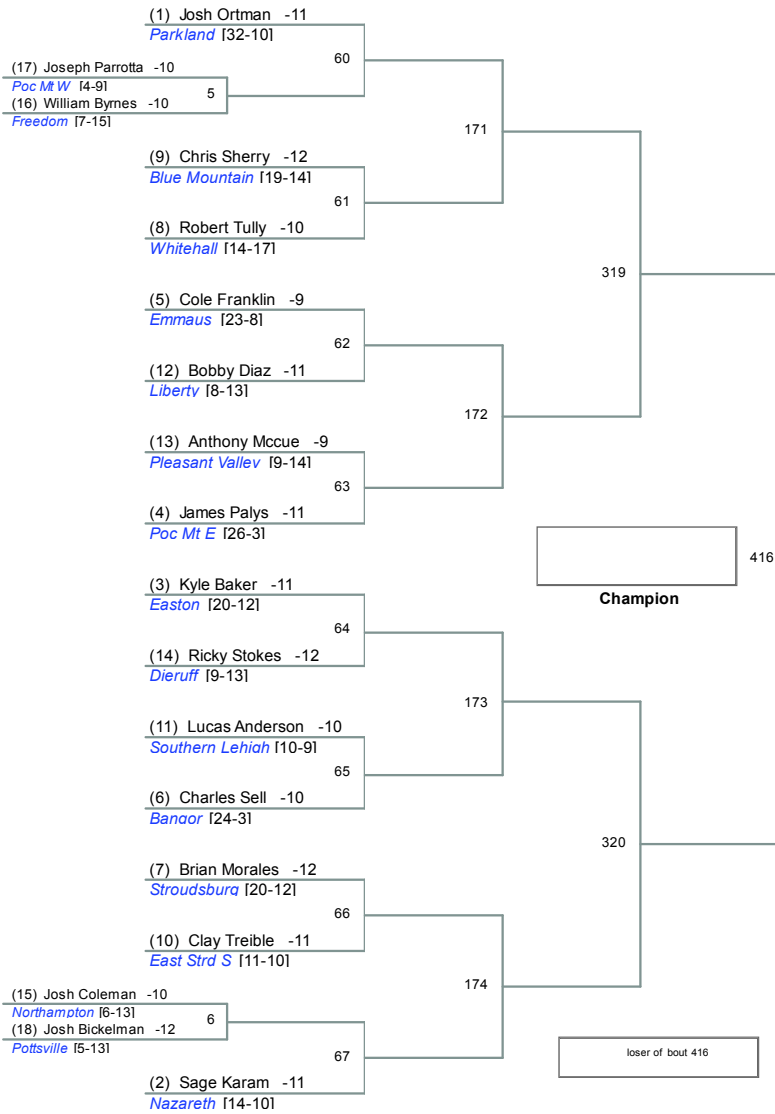 (1) Josh Ortman -11
Parkland [32-10]
60
(17) Joseph Parrotta -10
Poc Mt W [4-9]
5
(16) William Byrnes -10
Freedom [7-15]
171
(9) Chris Sherry -12
Blue Mountain [19-14]
61
(8) Robert Tully -10
Whitehall [14-17]
319
(5) Cole Franklin -9
Emmaus [23-8]
62
(12) Bobby Diaz -11
Liberty [8-13]
172
(13) Anthony Mccue -9
Pleasant Valley [9-14]
63
(4) James Palys -11
Poc Mt E [26-3]
416
Champion
(3) Kyle Baker -11
Easton [20-12]
64
(14) Ricky Stokes -12
Dieruff [9-13]
173
(11) Lucas Anderson -10
Southern Lehigh [10-9]
65
(6) Charles Sell -10
Bangor [24-3]
320
(7) Brian Morales -12
Stroudsburg [20-12]
66
(10) Clay Treible -11
East Strd S [11-10]
174
(15) Josh Coleman -10
Northampton [6-13]
6
(18) Josh Bickelman -12
Pottsville [5-13]
67
loser of bout 416
(2) Sage Karam -11
Nazareth [14-10]